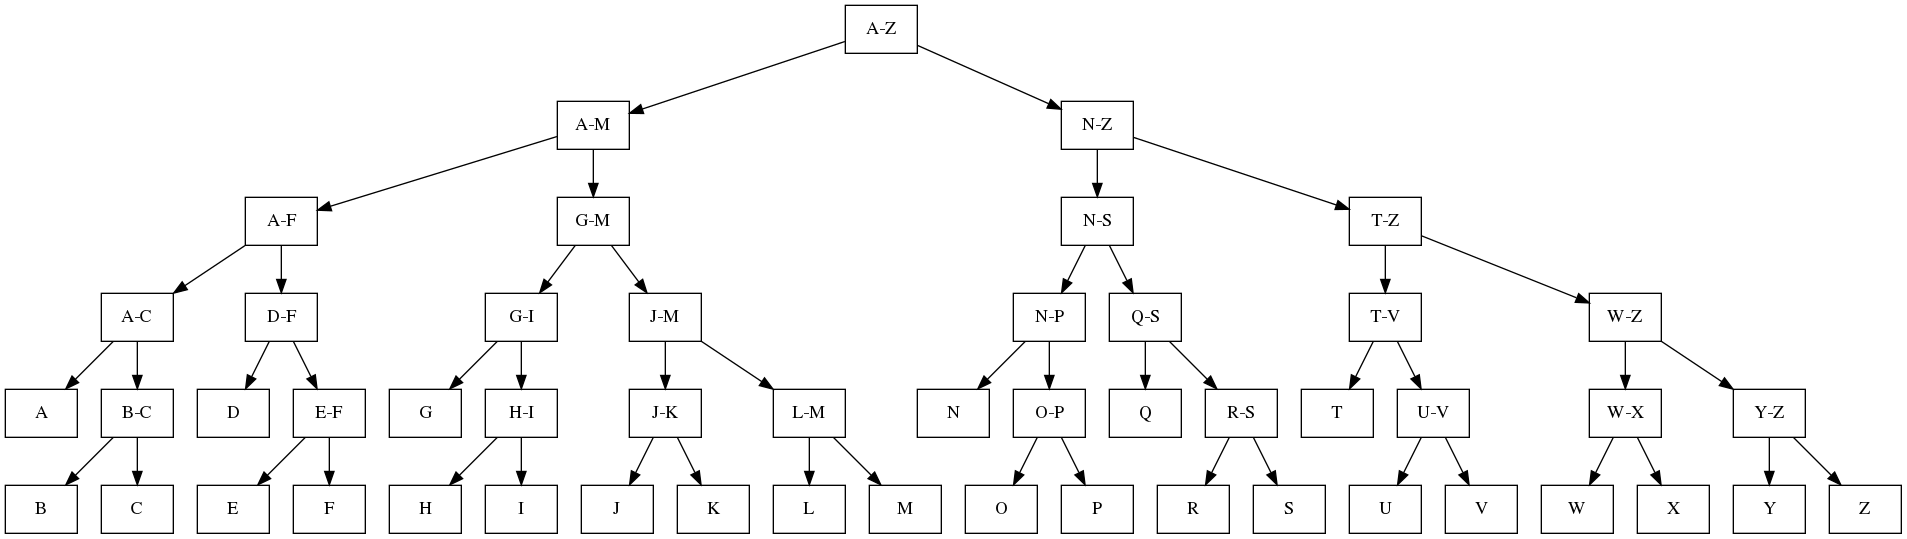 A-Z
A-M
N-Z
A-F
G-M
N-S
T-Z
A-C
D-F
G-I
J-M
N-P
Q-S
T-V
W-Z
A
B-C
D
E-F
G
H-I
J-K
L-M
N
O-P
Q
R-S
T
U-V
W-X
Y-Z
B
C
E
F
H
I
J
K
L
M
O
P
R
S
U
V
W
X
Y
Z